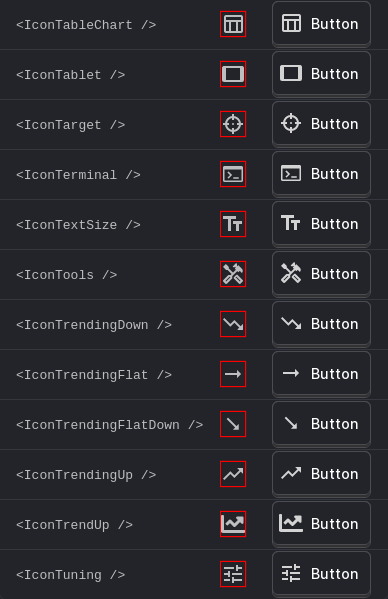 <IconTableChart /> Button
<IconTablet /> Button
<IconTarget /> Button
<IconTerminal /> Button
<IconTextSize /> Button
<IconTools /> Button
<IconTrendingDown /> Button
<IconTrendingFlat /> Button
<IconTrendingFlatDown /> Button
<IconTrendingUp /> Button
<IconTrendUp /> Button
<IconTuning /> Button